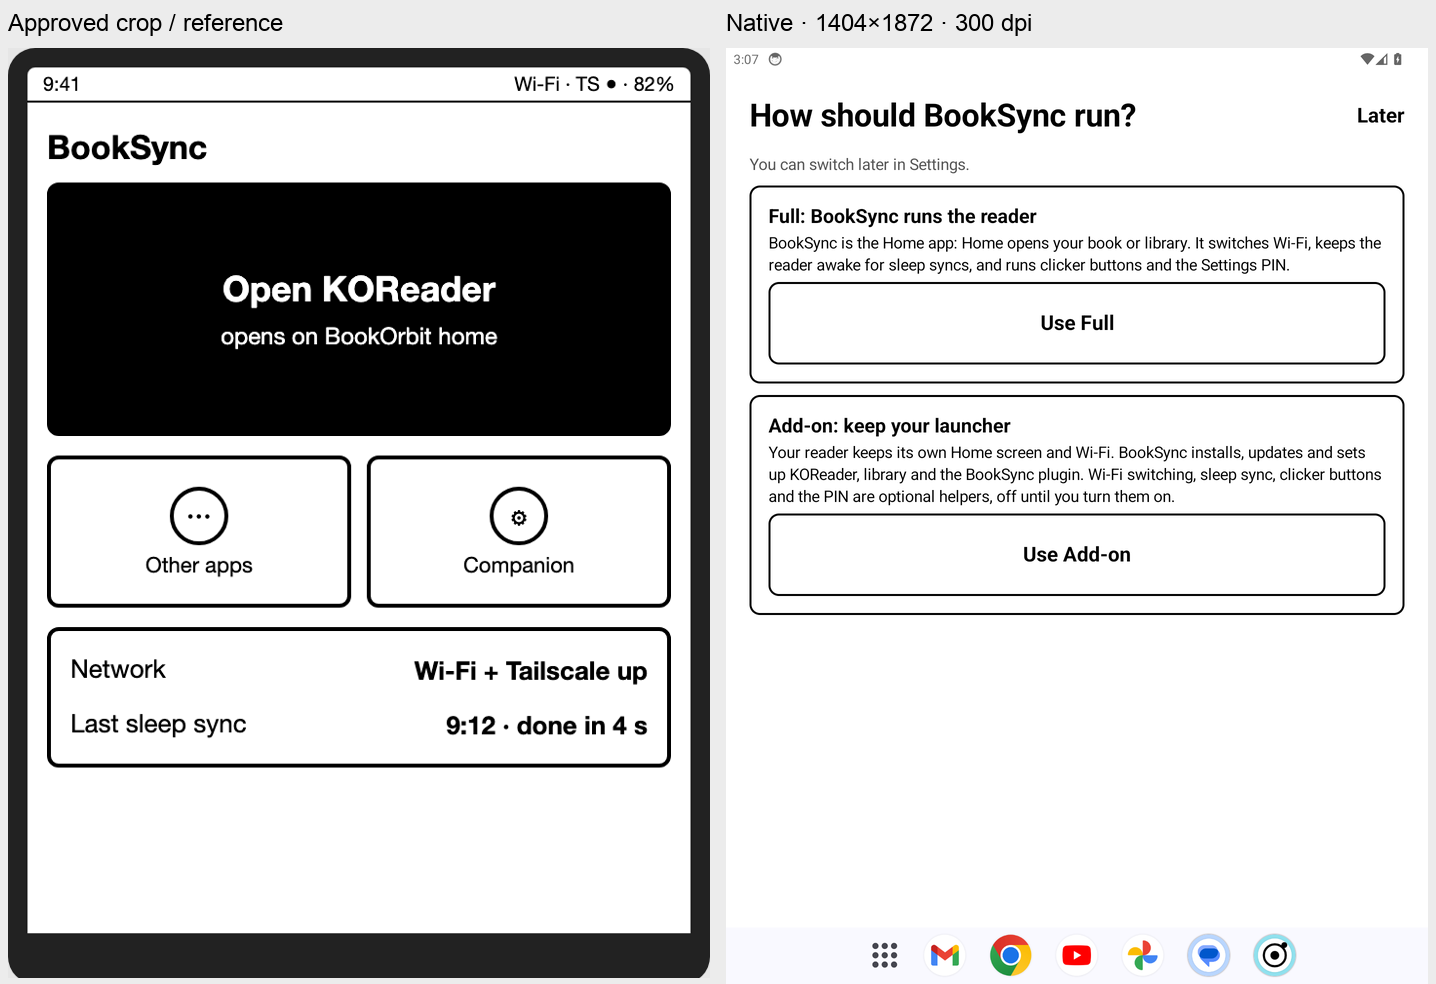 Approved crop / reference
9:41
Wi-Fi · TS ● · 82%
BookSync
Open KOReader
opens on BookOrbit home
Other apps
Companion
Network
Wi-Fi + Tailscale up
Last sleep sync
9:12 · done in 4 s
Native · 1404×1872 · 300 dpi
3:07
How should BookSync run?
Later
You can switch later in Settings.
Full: BookSync runs the reader
BookSync is the Home app: Home opens your book or library. It switches Wi-Fi, keeps the
reader awake for sleep syncs, and runs clicker buttons and the Settings PIN.
Use Full
Add-on: keep your launcher
Your reader keeps its own Home screen and Wi-Fi. BookSync installs, updates and sets
up KOReader, library and the BookSync plugin. Wi-Fi switching, sleep sync, clicker buttons
and the PIN are optional helpers, off until you turn them on.
Use Add-on